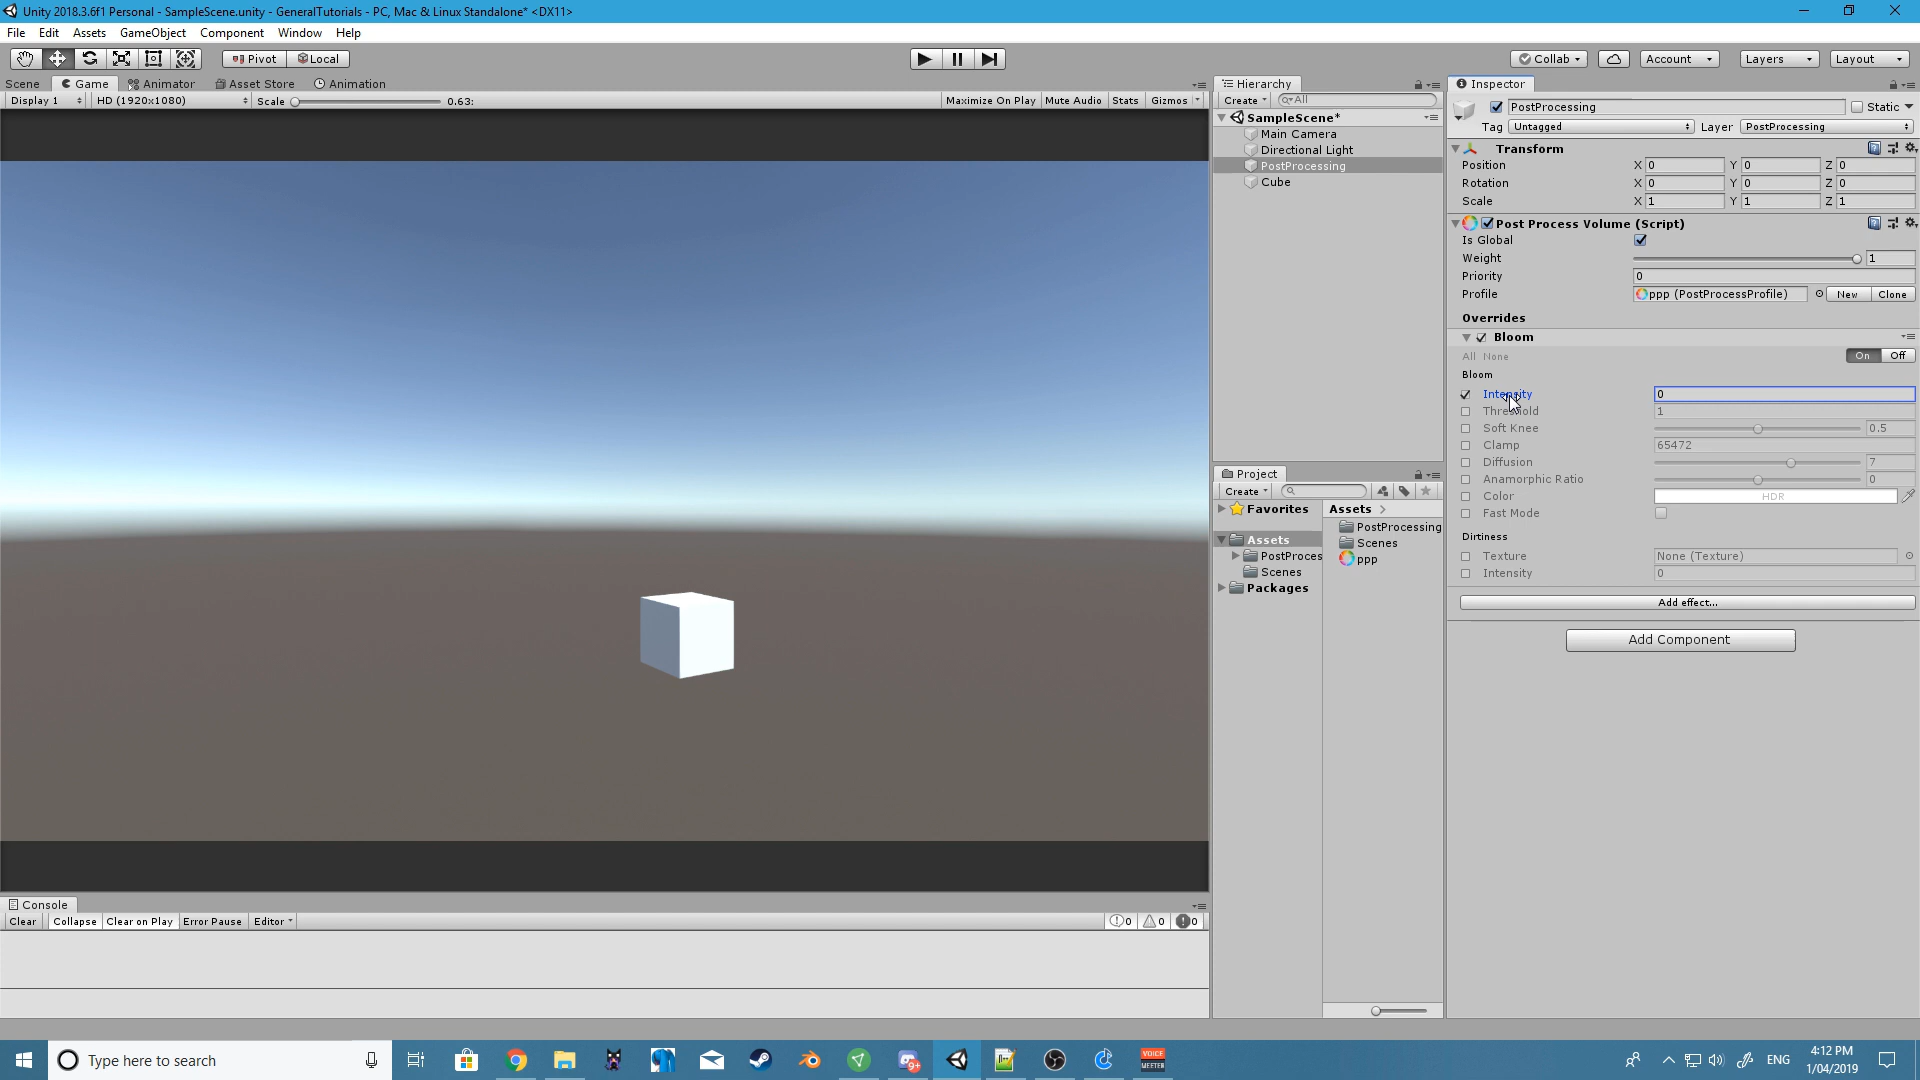 Unity 2018.3.6f1 Personal - SampleScene.unity - GeneralTutorials - PC, Mac & Linux Standalone* <DX11>
File Edit Assets GameObject Component Window Help
Pivot Local Collab Account Layers Layout
Scene Game Animator Asset Store Animation
Display 1 HD (1920x1080) Scale 0.63: Maximize On Play Mute Audio Stats Gizmos
Hierarchy
Create All
SampleScene*
Main Camera
Directional Light
PostProcessing
Cube
Project
Create
Favorites
Assets
PostProces
Scenes
Packages
Assets
PostProcessing
Scenes
ppp
Inspector
PostProcessing Static
Tag Untagged Layer PostProcessing
Transform
Position X 0 Y 0 Z 0
Rotation X 0 Y 0 Z 0
Scale X 1 Y 1 Z 1
Post Process Volume (Script)
Is Global
Weight 1
Priority 0
Profile ppp (PostProcessProfile) New Clone
Overrides
Bloom
All None On Off
Bloom
Intensity 0
Threshold 1
Soft Knee 0.5
Clamp 65472
Diffusion 7
Anamorphic Ratio 0
Color HDR
Fast Mode
Dirtiness
Texture None (Texture)
Intensity 0
Add effect...
Add Component
Console
Clear Collapse Clear on Play Error Pause Editor 0 0 0
Type here to search
9+
VOICE
MEETER
ENG
4:12 PM
1/04/2019